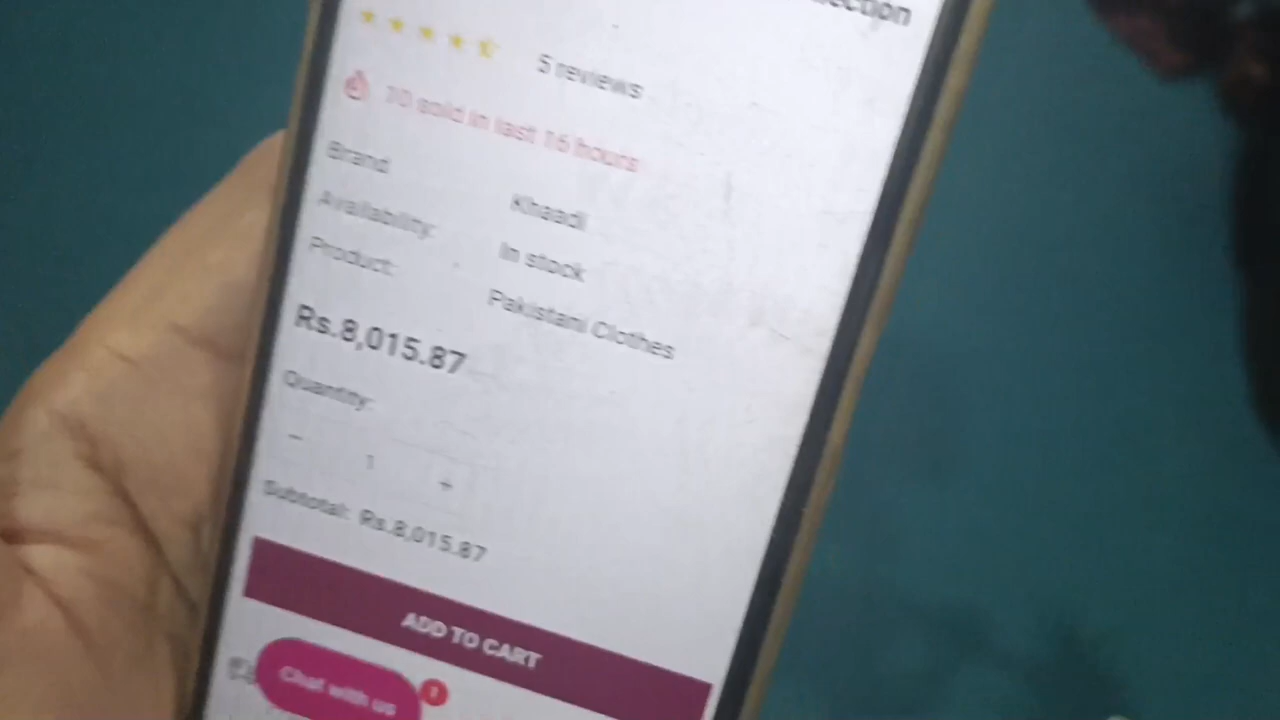 5 reviews
10 sold in last 16 hours
Brand Khaadi
Availability: In stock
Product: Pakistani Clothes
Rs.8,015.87
Quantity:
- 1 +
Subtotal: Rs.8,015.87
ADD TO CART
Chat with us